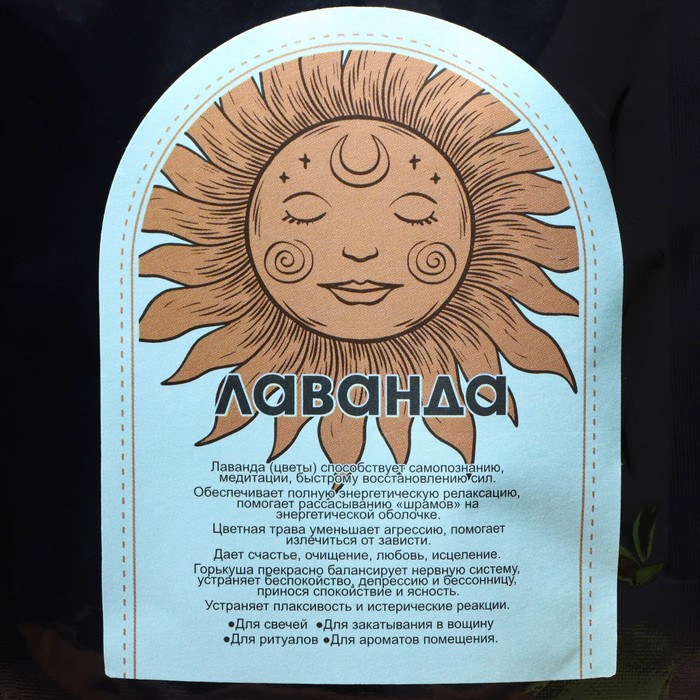 лаванда
Лаванда (цветы) способствует самопознанию,
медитации, быстрому восстановлению сил.
Обеспечивает полную энергетическую релаксацию,
помогает рассасыванию «шрамов» на
энергетической оболочке.
Цветная трава уменьшает агрессию, помогает
излечиться от зависти.
Дает счастье, очищение, любовь, исцеление.
Горькуша прекрасно балансирует нервную систему,
устраняет беспокойство, депрессию и бессонницу,
принося спокойствие и ясность.
Устраняет плаксивость и истерические реакции.
●Для свечей ●Для закатывания в вощину
●Для ритуалов ●Для ароматов помещения.